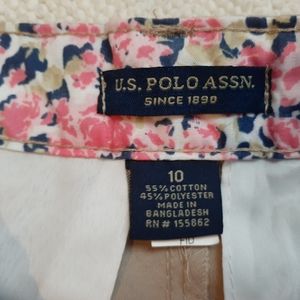 U.S. POLO ASSN.
SINCE 1890
10
55% COTTON
45% POLYESTER
MADE IN
BANGLADESH
RN# 155862